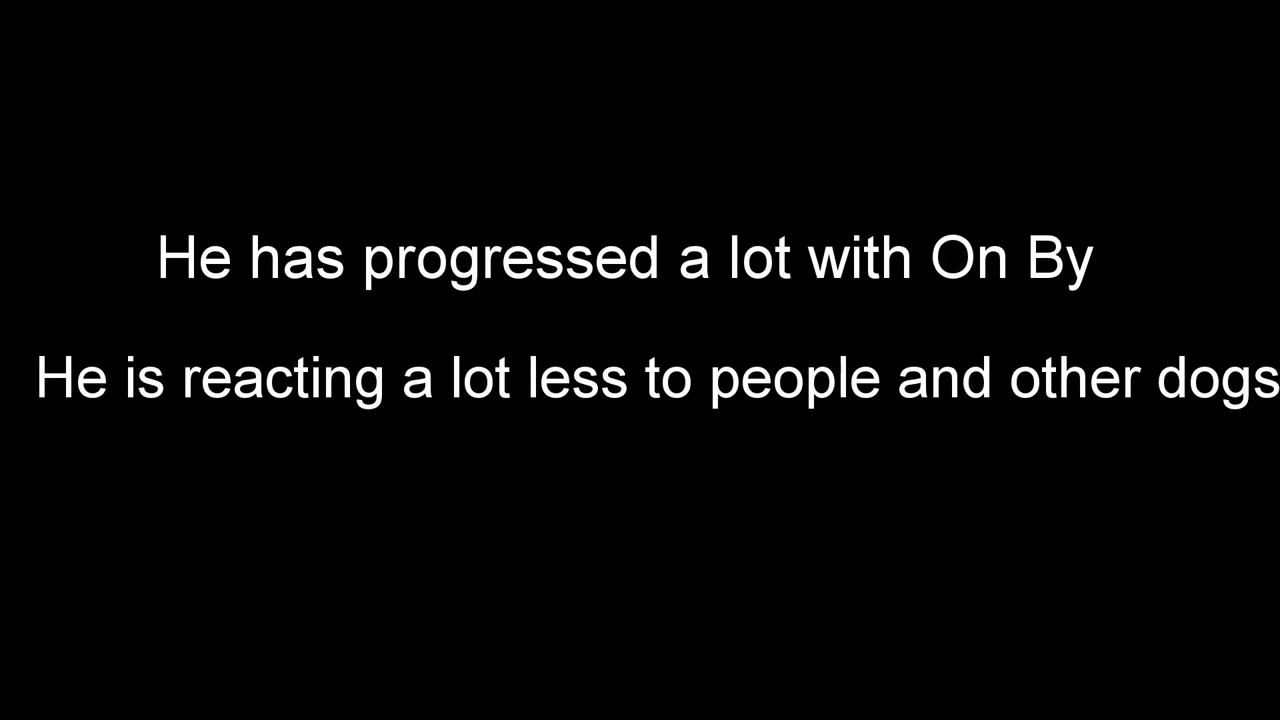 He has progressed a lot with On By
He is reacting a lot less to people and other dogs